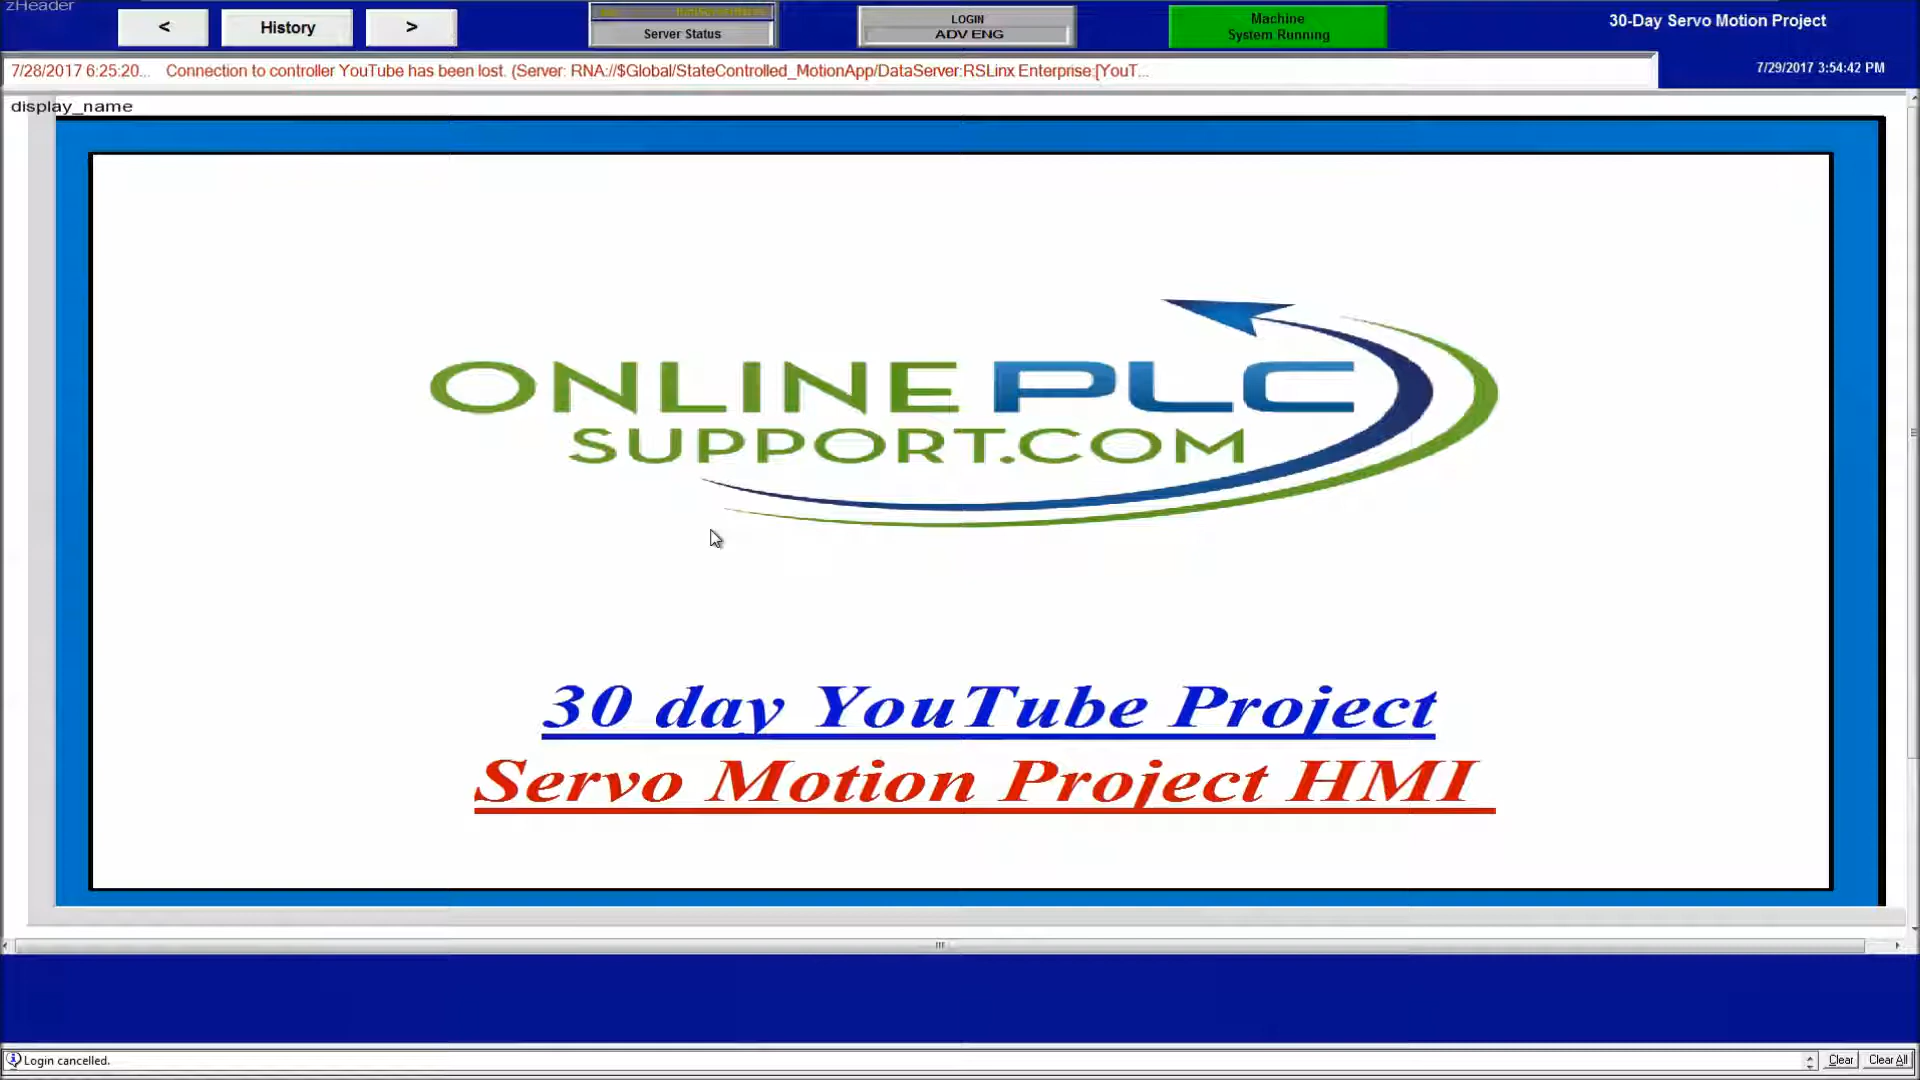 zHeader
<
History
>
Server Status
LOGIN
ADV ENG
Machine
System Running
30-Day Servo Motion Project
7/28/2017 6:25:20... Connection to controller YouTube has been lost. (Server: RNA://$Global/StateControlled_MotionApp/DataServer:RSLinx Enterprise:[YouT...
7/29/2017 3:54:42 PM
display_name
ONLINE PLC
SUPPORT.COM
30 day YouTube Project
Servo Motion Project HMI
Login cancelled.
Clear
Clear All